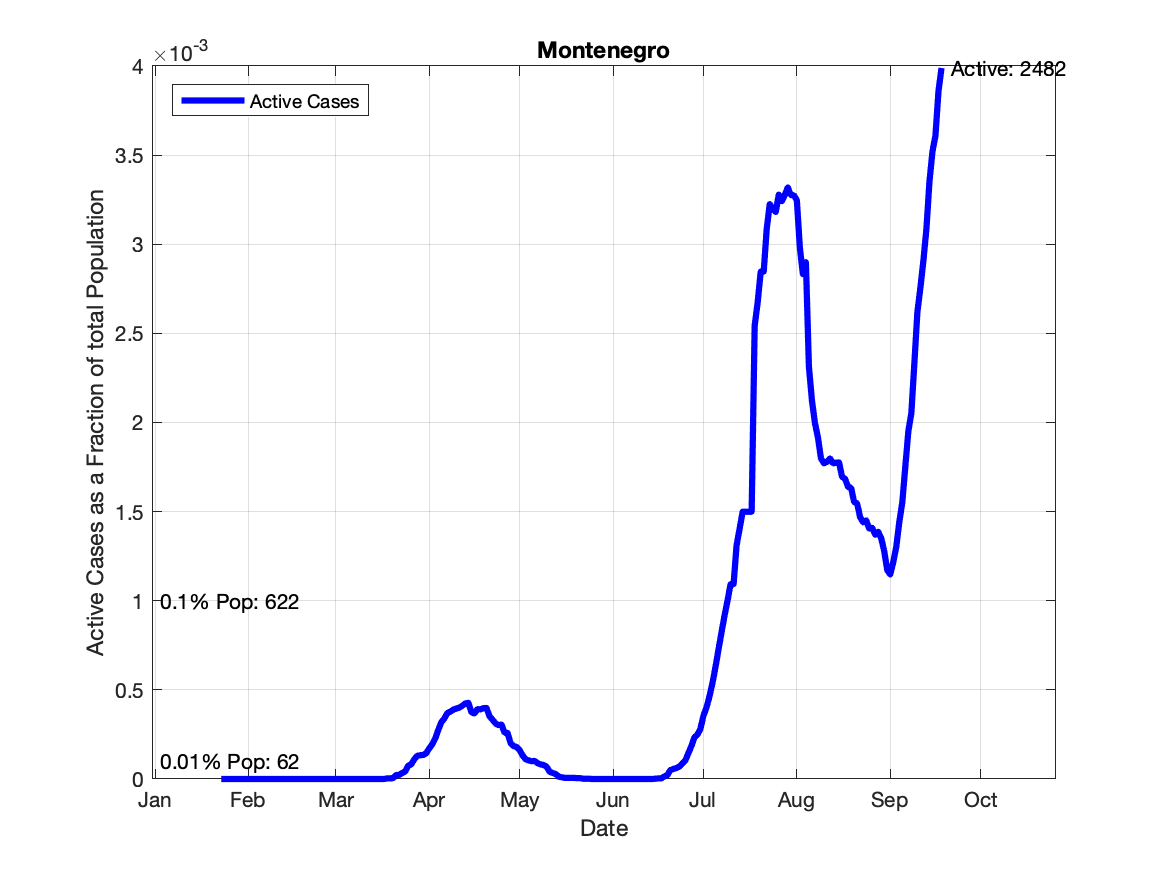 Montenegro
×10-3
Active: 2482
Active Cases
4
3.5
3
2.5
2
1.5
1
0.5
0
0.1% Pop: 622
0.01% Pop: 62
Active Cases as a Fraction of total Population
Jan Feb Mar Apr May Jun Jul Aug Sep Oct
Date